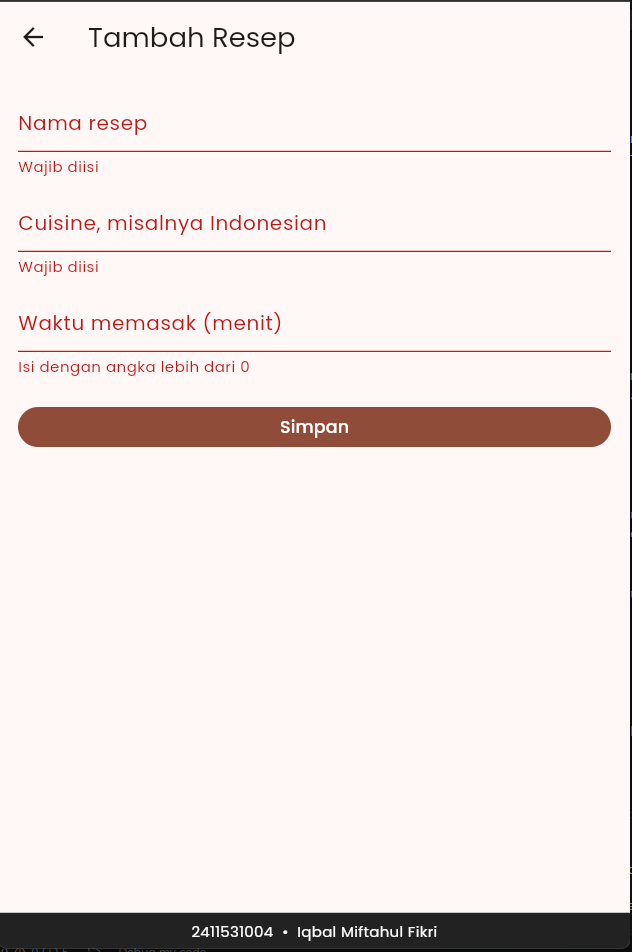 Tambah Resep
Nama resep
Wajib diisi
Cuisine, misalnya Indonesian
Wajib diisi
Waktu memasak (menit)
Isi dengan angka lebih dari 0
Simpan
2411531004 • Iqbal Miftahul Fikri